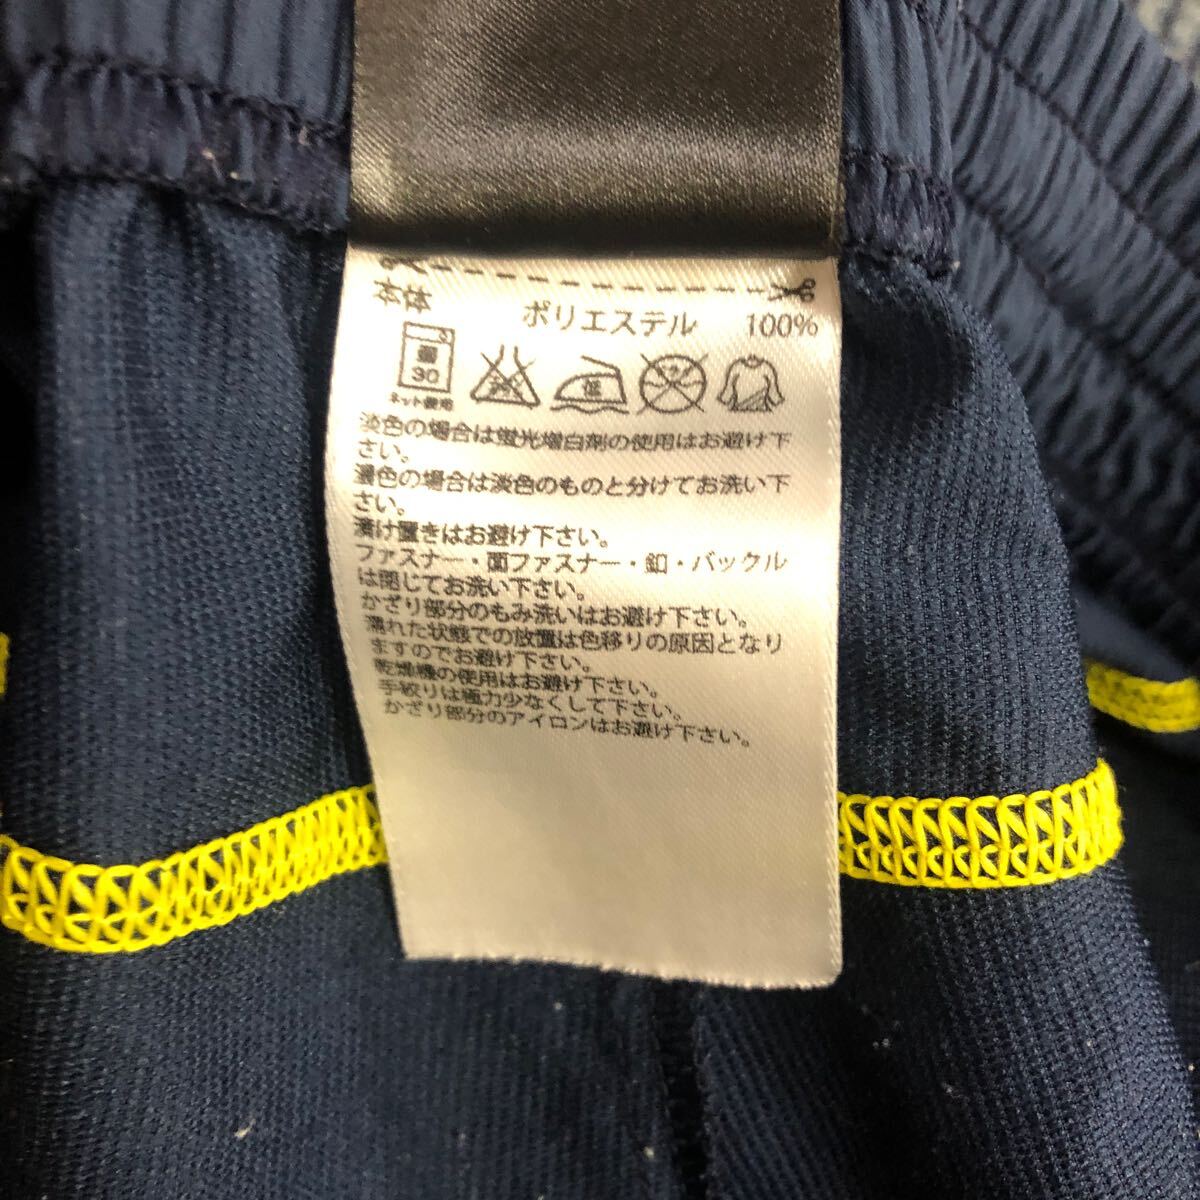 本体 ポリエステル 100%
弱
30
ネット使用
低
淡色の場合は蛍光増白剤の使用はお避け下
さい。
濃色の場合は淡色のものと分けてお洗い下
さい。
漬け置きはお避け下さい。
ファスナー・面ファスナー・釦・バックル
は閉じてお洗い下さい。
かざり部分のもみ洗いはお避け下さい。
濡れた状態での放置は色移りの原因となり
ますのでお避け下さい。
乾燥機の使用はお避け下さい。
手絞りは極力少なくして下さい。
かざり部分のアイロンはお避け下さい。